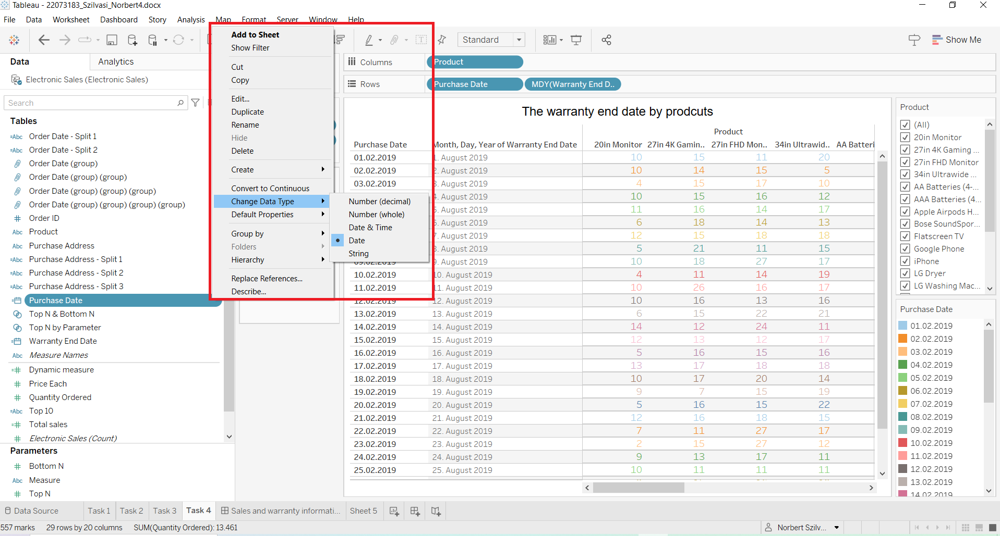 Tableau - 22073183_Szilvasi_Norbert4.docx
File Data Worksheet Dashboard Story Analysis Map Format Server Window Help
Standard
Show Me
Data
Analytics
Electronic Sales (Electronic Sales)
Search
Tables
Order Date - Split 1
Order Date - Split 2
Order Date (group)
Order Date (group) (group)
Order Date (group) (group) (group)
Order Date (group) (group) (group) (group)
Order ID
Abc Product
Abc Purchase Address
=Abc Purchase Address - Split 1
=Abc Purchase Address - Split 2
=Abc Purchase Address - Split 3
Purchase Date
Top N & Bottom N
Top N by Parameter
Warranty End Date
Abc Measure Names
Dynamic measure
Price Each
Quantity Ordered
=Abc Top 10
Total sales
Electronic Sales (Count)
Parameters
Bottom N
Abc Measure
Top N
Add to Sheet
Show Filter
Cut
Copy
Edit...
Duplicate
Rename
Hide
Delete
Create
Convert to Continuous
Change Data Type
Default Properties
Group by
Folders
Hierarchy
Replace References...
Describe...
Number (decimal)
Number (whole)
Date & Time
Date
String
Columns Product
Rows Purchase Date MDY(Warranty End D..
The warranty end date by prodcuts
Product
Purchase Date Month, Day, Year of Warranty End Date 20in Monitor 27in 4K Gamin.. 27in FHD Mon.. 34in Ultrawid.. AA Batteri
01.02.2019 1. August 2019 10 15 11 20
02.02.2019 2. August 2019 10 14 15 5
03.02.2019 3. August 2019 4 15 17 10
4. August 2019 10 15 16 12
5. August 2019 11 16 14 17
6. August 2019 6 18 14 13
7. August 2019 12 15 18 18
8. August 2019 5 21 11 15
09.02.2019 9. August 2019 10 18 27 17
10.02.2019 10. August 2019 4 11 14 19
11.02.2019 11. August 2019 10 26 16 17
12.02.2019 12. August 2019 10 16 13 16
13.02.2019 13. August 2019 6 15 22 21
14.02.2019 14. August 2019 14 12 24 11
15.02.2019 15. August 2019 12 13 12 17
16.02.2019 16. August 2019 5 16 15 16
17.02.2019 17. August 2019 13 17 18 18
18.02.2019 18. August 2019 10 17 20 14
19.02.2019 19. August 2019 9 7 15 19
20.02.2019 20. August 2019 5 16 15 22
21.02.2019 21. August 2019 12 16 18 15
22.02.2019 22. August 2019 7 11 27 17
23.02.2019 23. August 2019 2 15 27 12
24.02.2019 24. August 2019 9 13 17 11
25.02.2019 25. August 2019 10 11 11 11
Product
(All)
20in Monitor
27in 4K Gaming ...
27in FHD Monitor
34in Ultrawide ...
AA Batteries (4-...
AAA Batteries (4...
Apple Airpods H...
Bose SoundSpor...
Flatscreen TV
Google Phone
iPhone
LG Dryer
LG Washing Mac...
Purchase Date
01.02.2019
02.02.2019
03.02.2019
04.02.2019
05.02.2019
06.02.2019
07.02.2019
08.02.2019
09.02.2019
10.02.2019
11.02.2019
12.02.2019
13.02.2019
14.02.2019
Data Source Task 1 Task 2 Task 3 Task 4 Sales and warranty informati... Sheet 5
557 marks 29 rows by 20 columns SUM(Quantity Ordered): 13.461 Norbert Szilv...